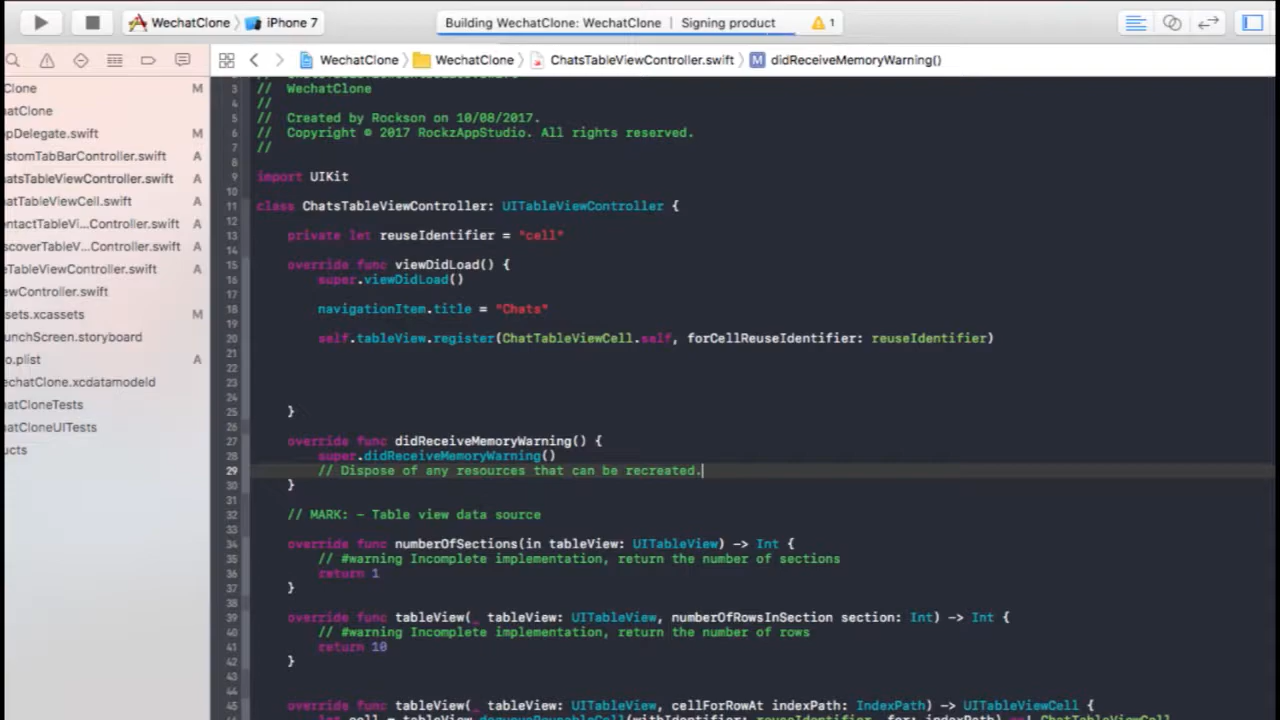 WechatClone iPhone 7 Building WechatClone: WechatClone | Signing product 1
WechatClone WechatClone ChatsTableViewController.swift M didReceiveMemoryWarning()
Clone M
hatClone
ppDelegate.swift M
stomTabBarController.swift A
atsTableViewController.swift A
hatTableViewCell.swift A
ontactTableVi...Controller.swift A
scoverTableV...Controller.swift A
eTableViewController.swift A
ewController.swift
sets.xcassets M
unchScreen.storyboard
o.plist A
WechatClone.xcdatamodeld
hatCloneTests
hatCloneUITests
ucts
3 // WechatClone
4 //
5 // Created by Rockson on 10/08/2017.
6 // Copyright © 2017 RockzAppStudio. All rights reserved.
7 //
8
9 import UIKit
10
11 class ChatsTableViewController: UITableViewController {
12
13 private let reuseIdentifier = "cell"
14
15 override func viewDidLoad() {
16 super.viewDidLoad()
17
18 navigationItem.title = "Chats"
19
20 self.tableView.register(ChatTableViewCell.self, forCellReuseIdentifier: reuseIdentifier)
21
22
23
24
25 }
26
27 override func didReceiveMemoryWarning() {
28 super.didReceiveMemoryWarning()
29 // Dispose of any resources that can be recreated.
30 }
31
32 // MARK: - Table view data source
33
34 override func numberOfSections(in tableView: UITableView) -> Int {
35 // #warning Incomplete implementation, return the number of sections
36 return 1
37 }
38
39 override func tableView(_ tableView: UITableView, numberOfRowsInSection section: Int) -> Int {
40 // #warning Incomplete implementation, return the number of rows
41 return 10
42 }
43
44
45 override func tableView(_ tableView: UITableView, cellForRowAt indexPath: IndexPath) -> UITableViewCell {